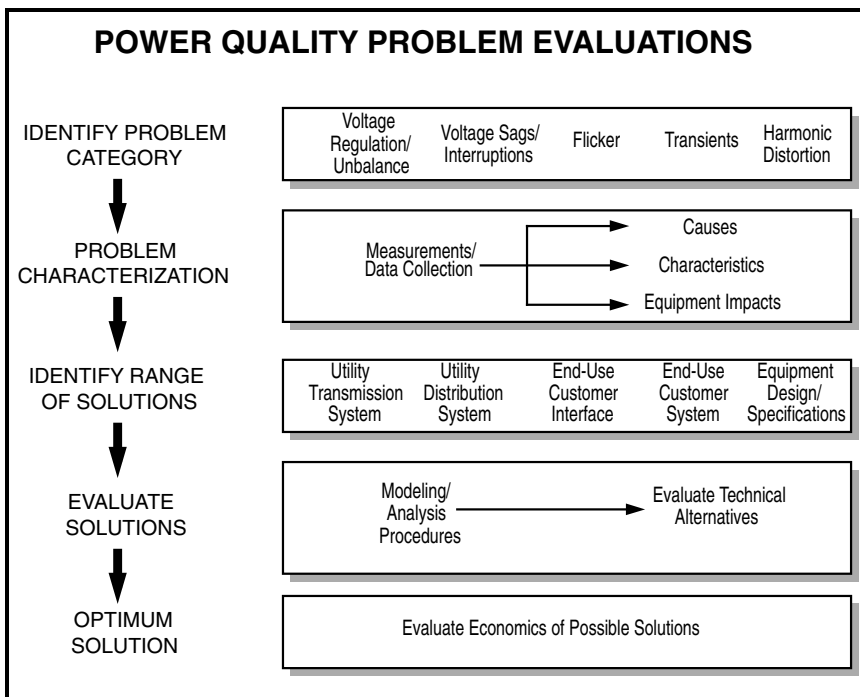 POWER QUALITY PROBLEM EVALUATIONS
IDENTIFY PROBLEM
CATEGORY
Voltage
Regulation/
Unbalance
Voltage Sags/
Interruptions
Flicker
Transients
Harmonic
Distortion
PROBLEM
CHARACTERIZATION
Measurements/
Data Collection
Causes
Characteristics
Equipment Impacts
IDENTIFY RANGE
OF SOLUTIONS
Utility
Transmission
System
Utility
Distribution
System
End-Use
Customer
Interface
End-Use
Customer
System
Equipment
Design/
Specifications
EVALUATE
SOLUTIONS
Modeling/
Analysis
Procedures
Evaluate Technical
Alternatives
OPTIMUM
SOLUTION
Evaluate Economics of Possible Solutions